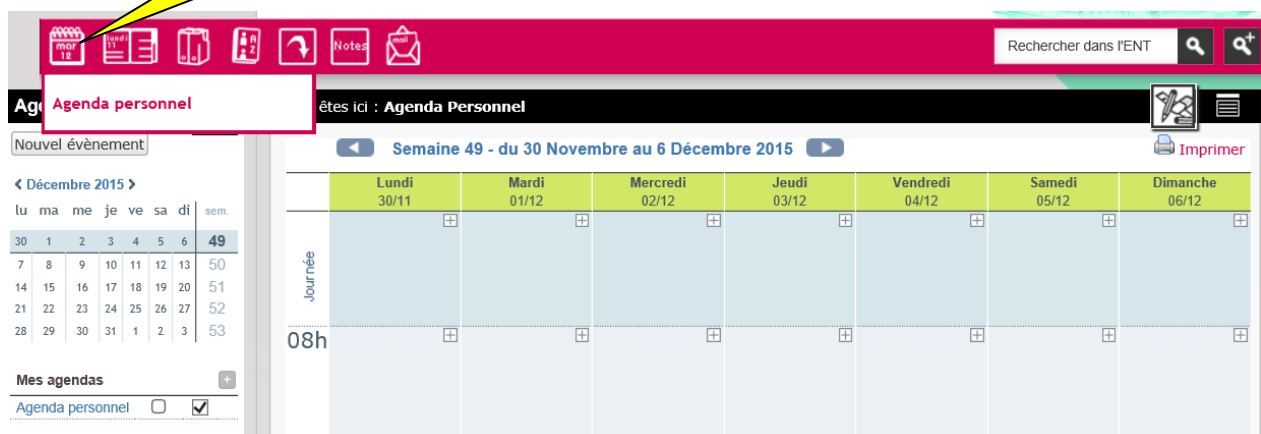 mar
12
lundi
11
A
Z
Notes
mail
Rechercher dans l'ENT
Agenda personnel
Ag
êtes ici : Agenda Personnel
Nouvel évènement
Semaine 49 - du 30 Novembre au 6 Décembre 2015
Imprimer
Décembre 2015
lu ma me je ve sa di sem.
30 1 2 3 4 5 6 49
7 8 9 10 11 12 13 50
14 15 16 17 18 19 20 51
21 22 23 24 25 26 27 52
28 29 30 31 1 2 3 53
Mes agendas
Agenda personnel
Lundi Mardi Mercredi Jeudi Vendredi Samedi Dimanche
30/11 01/12 02/12 03/12 04/12 05/12 06/12
Journée
08h